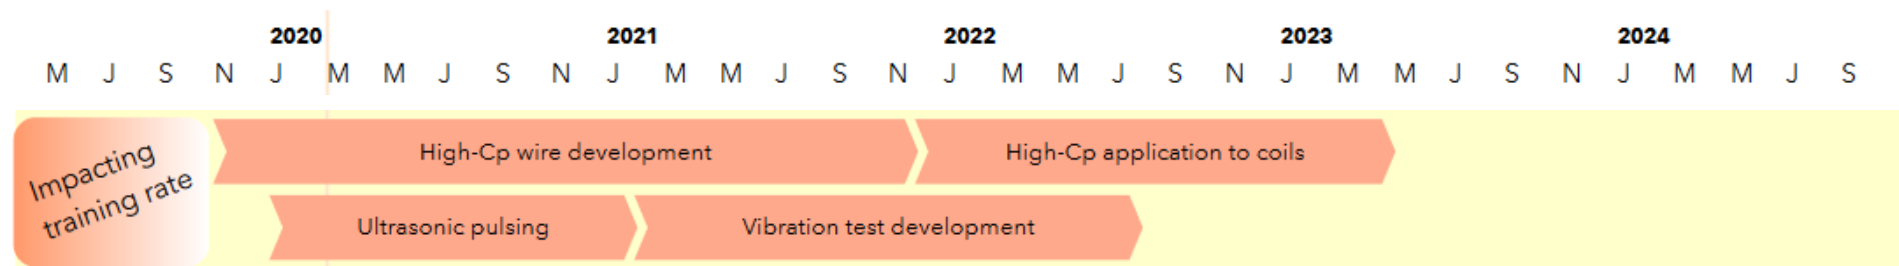 2020 2021 2022 2023 2024
M J S N J M M J S N J M M J S N J M M J S N J M M J S N J M M J S
Impacting
training rate
High-Cp wire development
High-Cp application to coils
Ultrasonic pulsing
Vibration test development